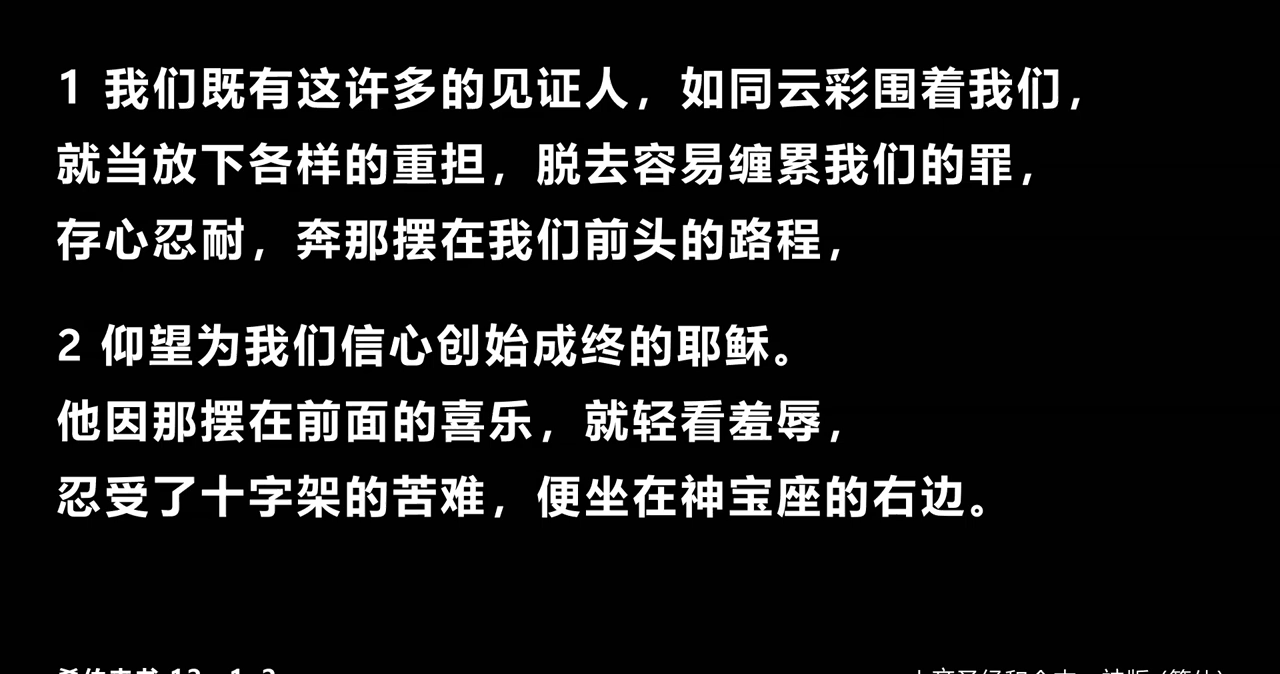 1 我们既有这许多的见证人，如同云彩围着我们，
就当放下各样的重担，脱去容易缠累我们的罪，
存心忍耐，奔那摆在我们前头的路程，
2 仰望为我们信心创始成终的耶稣。
他因那摆在前面的喜乐，就轻看羞辱，
忍受了十字架的苦难，便坐在神宝座的右边。